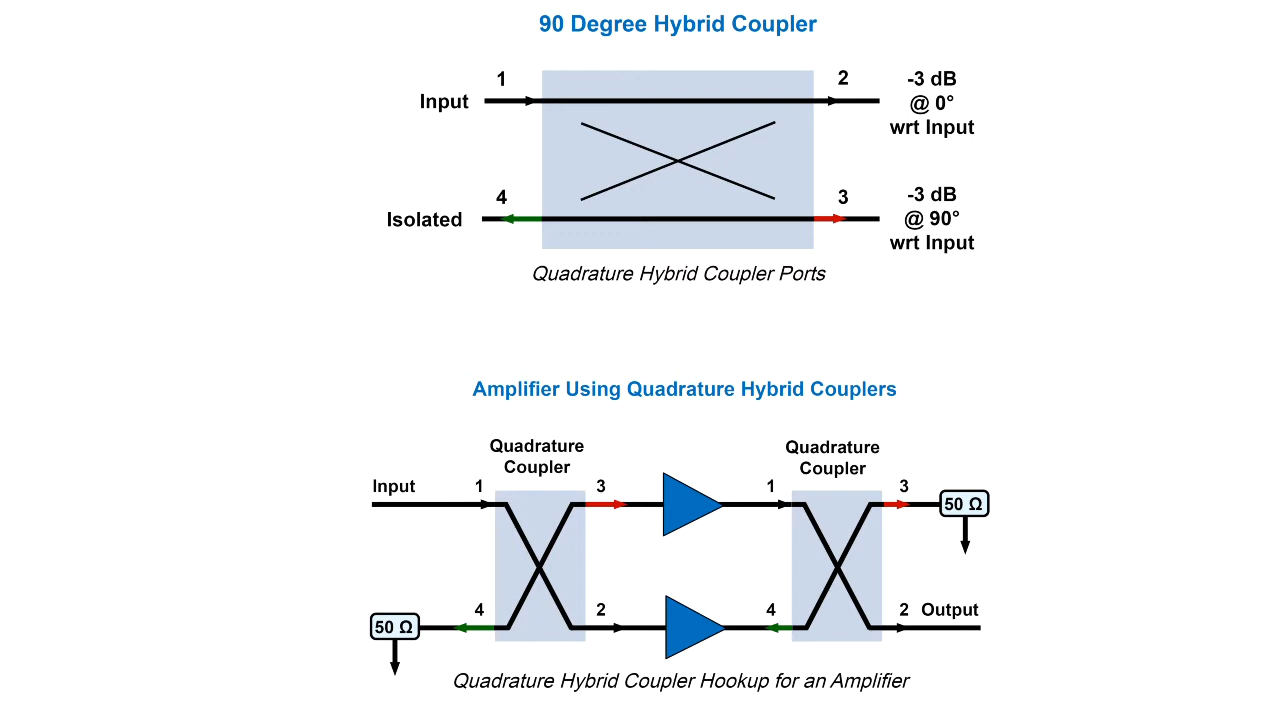 90 Degree Hybrid Coupler
1
2
-3 dB
@ 0°
wrt Input
Input
4
3
-3 dB
@ 90°
wrt Input
Isolated
Quadrature Hybrid Coupler Ports
Amplifier Using Quadrature Hybrid Couplers
Quadrature
Coupler
Quadrature
Coupler
Input
1
3
1
3
50 Ω
50 Ω
4
2
4
2
Output
Quadrature Hybrid Coupler Hookup for an Amplifier